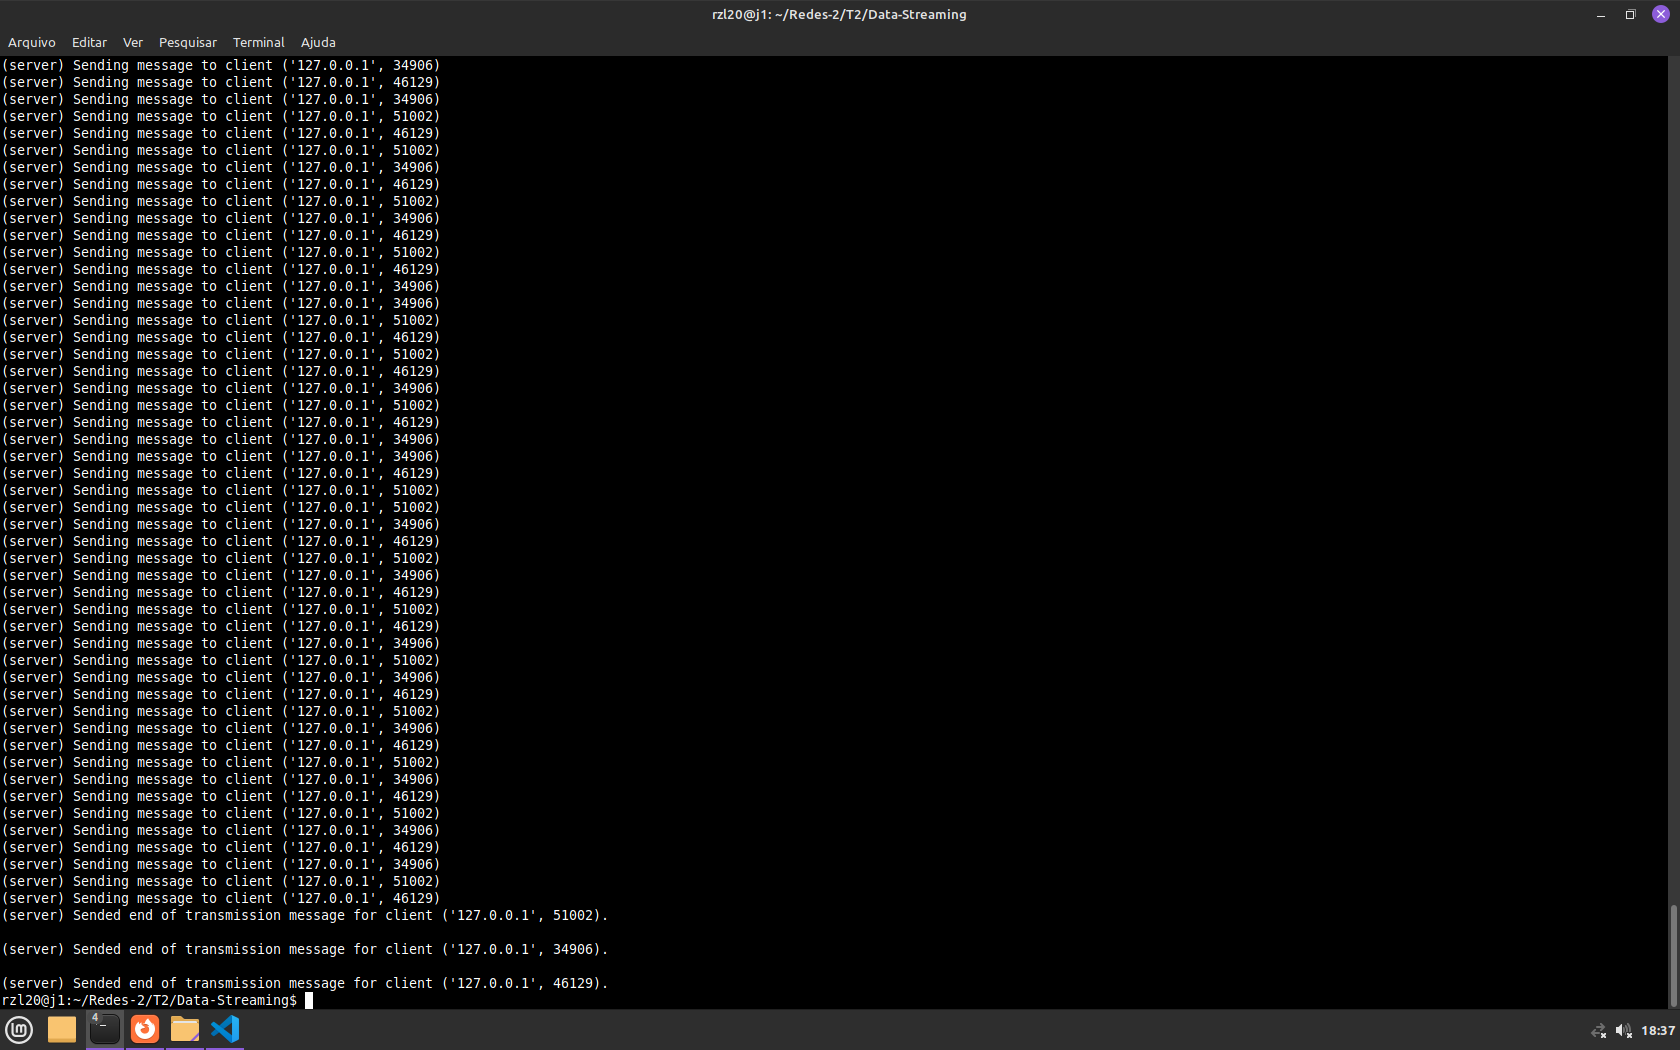 rzl20@j1: ~/Redes-2/T2/Data-Streaming
Arquivo Editar Ver Pesquisar Terminal Ajuda
(server) Sending message to client ('127.0.0.1', 34906)
(server) Sending message to client ('127.0.0.1', 46129)
(server) Sending message to client ('127.0.0.1', 34906)
(server) Sending message to client ('127.0.0.1', 51002)
(server) Sending message to client ('127.0.0.1', 46129)
(server) Sending message to client ('127.0.0.1', 51002)
(server) Sending message to client ('127.0.0.1', 34906)
(server) Sending message to client ('127.0.0.1', 46129)
(server) Sending message to client ('127.0.0.1', 51002)
(server) Sending message to client ('127.0.0.1', 34906)
(server) Sending message to client ('127.0.0.1', 46129)
(server) Sending message to client ('127.0.0.1', 51002)
(server) Sending message to client ('127.0.0.1', 46129)
(server) Sending message to client ('127.0.0.1', 34906)
(server) Sending message to client ('127.0.0.1', 34906)
(server) Sending message to client ('127.0.0.1', 51002)
(server) Sending message to client ('127.0.0.1', 46129)
(server) Sending message to client ('127.0.0.1', 51002)
(server) Sending message to client ('127.0.0.1', 46129)
(server) Sending message to client ('127.0.0.1', 34906)
(server) Sending message to client ('127.0.0.1', 51002)
(server) Sending message to client ('127.0.0.1', 46129)
(server) Sending message to client ('127.0.0.1', 34906)
(server) Sending message to client ('127.0.0.1', 34906)
(server) Sending message to client ('127.0.0.1', 46129)
(server) Sending message to client ('127.0.0.1', 51002)
(server) Sending message to client ('127.0.0.1', 51002)
(server) Sending message to client ('127.0.0.1', 34906)
(server) Sending message to client ('127.0.0.1', 46129)
(server) Sending message to client ('127.0.0.1', 51002)
(server) Sending message to client ('127.0.0.1', 34906)
(server) Sending message to client ('127.0.0.1', 46129)
(server) Sending message to client ('127.0.0.1', 51002)
(server) Sending message to client ('127.0.0.1', 46129)
(server) Sending message to client ('127.0.0.1', 34906)
(server) Sending message to client ('127.0.0.1', 51002)
(server) Sending message to client ('127.0.0.1', 34906)
(server) Sending message to client ('127.0.0.1', 46129)
(server) Sending message to client ('127.0.0.1', 51002)
(server) Sending message to client ('127.0.0.1', 34906)
(server) Sending message to client ('127.0.0.1', 46129)
(server) Sending message to client ('127.0.0.1', 51002)
(server) Sending message to client ('127.0.0.1', 34906)
(server) Sending message to client ('127.0.0.1', 46129)
(server) Sending message to client ('127.0.0.1', 51002)
(server) Sending message to client ('127.0.0.1', 34906)
(server) Sending message to client ('127.0.0.1', 46129)
(server) Sending message to client ('127.0.0.1', 34906)
(server) Sending message to client ('127.0.0.1', 51002)
(server) Sending message to client ('127.0.0.1', 46129)
(server) Sended end of transmission message for client ('127.0.0.1', 51002).
(server) Sended end of transmission message for client ('127.0.0.1', 34906).
(server) Sended end of transmission message for client ('127.0.0.1', 46129).
rzl20@j1:~/Redes-2/T2/Data-Streaming$
4
18:37